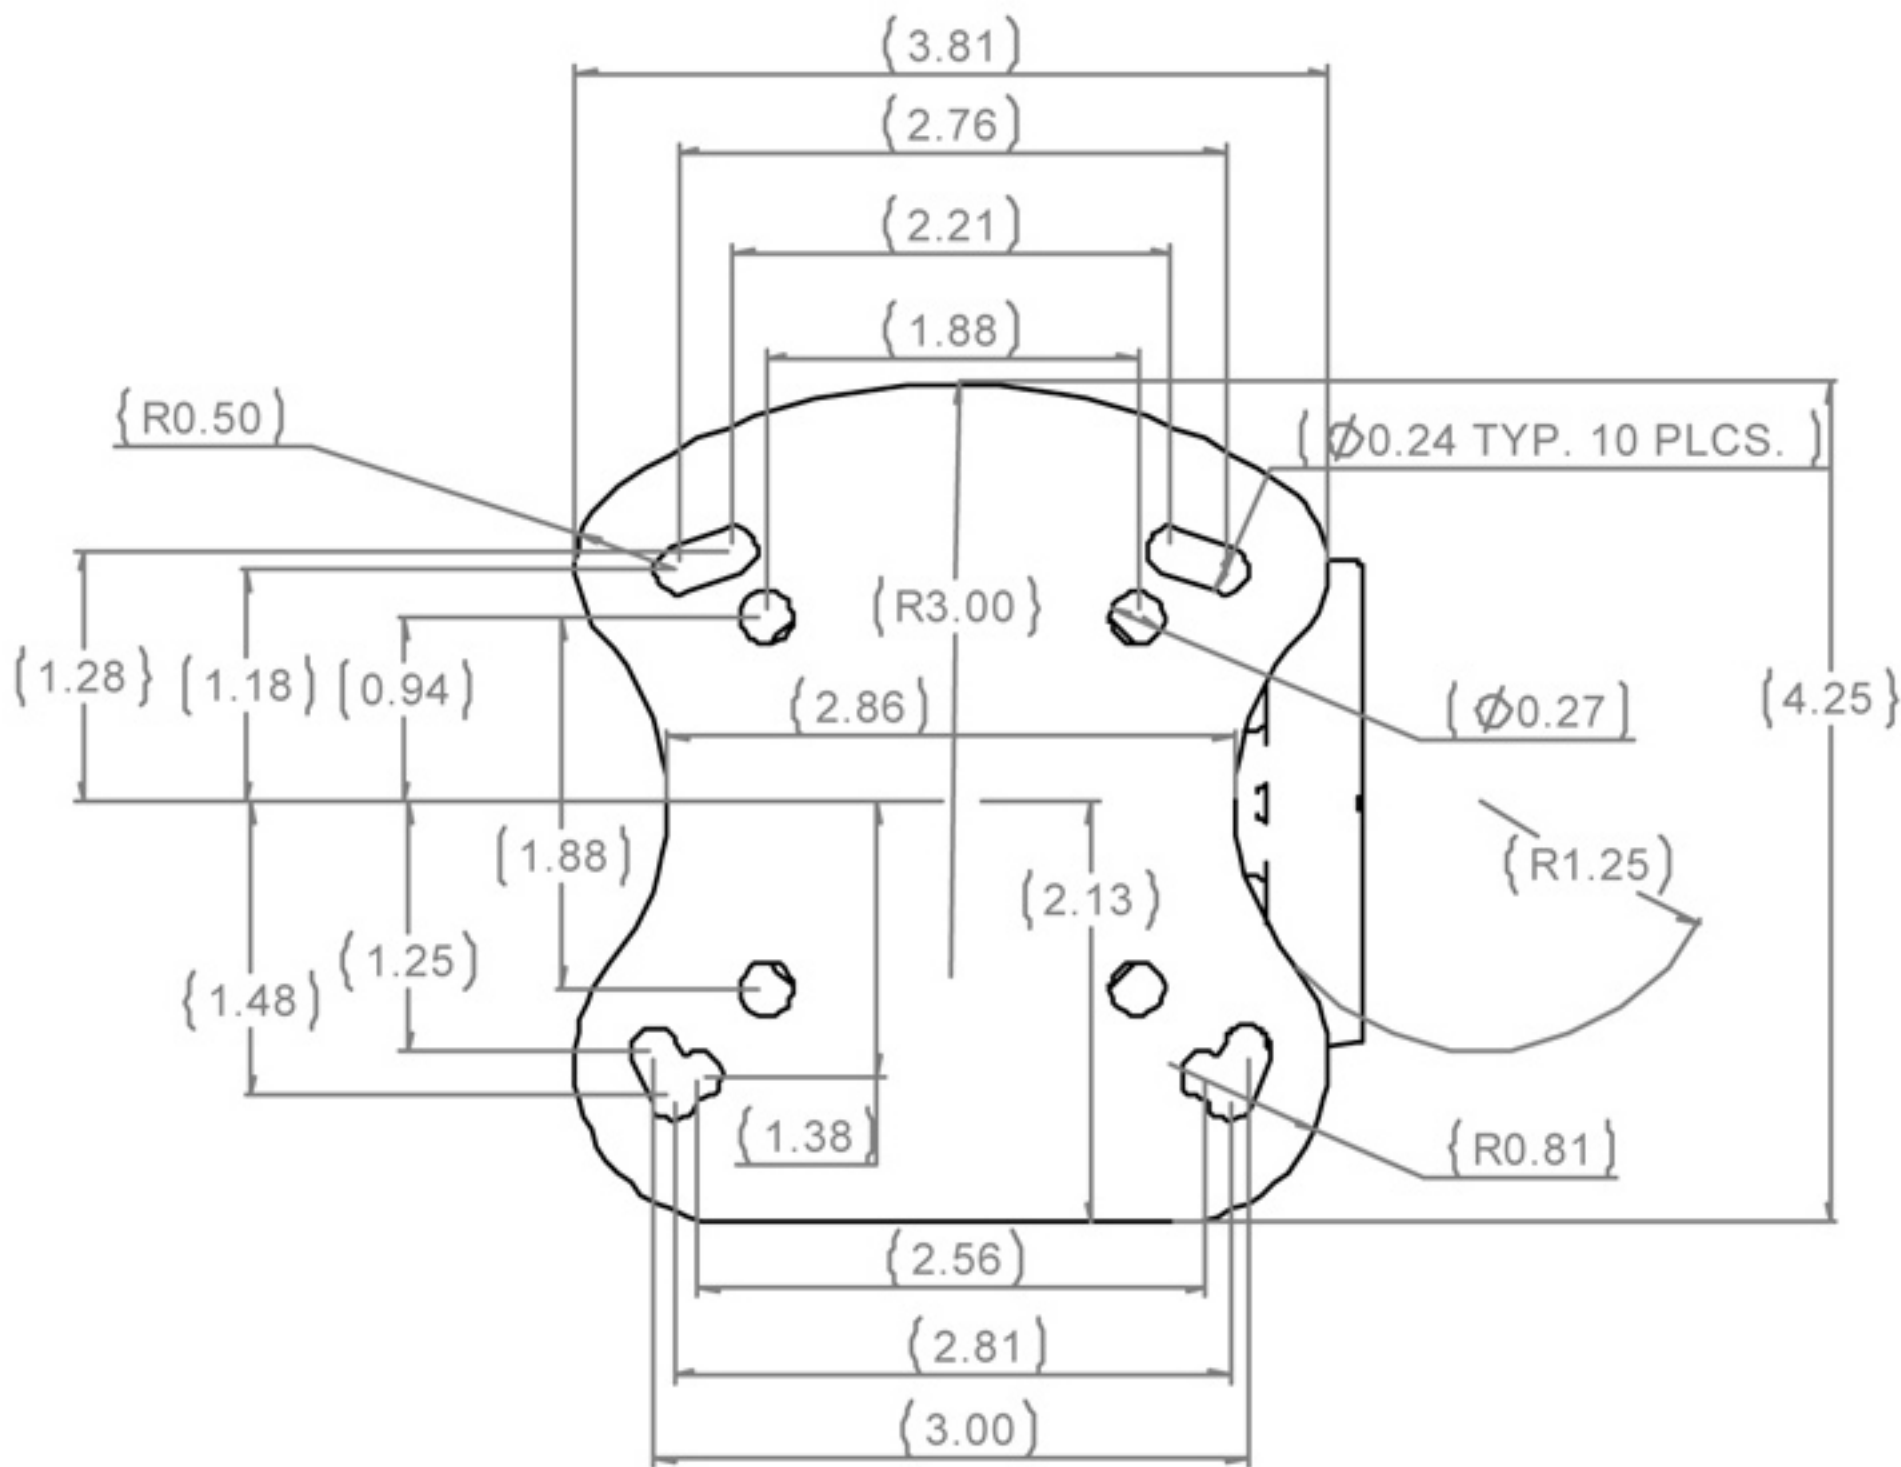 {3.81}
{2.76}
{2.21}
{1.88}
{R0.50}
{Ø0.24 TYP. 10 PLCS.}
{R3.00}
{1.28}
{1.18}
{0.94}
{2.86}
{Ø0.27}
{4.25}
{1.88}
{2.13}
{R1.25}
{1.25}
{1.48}
{1.38}
{R0.81}
{2.56}
{2.81}
{3.00}